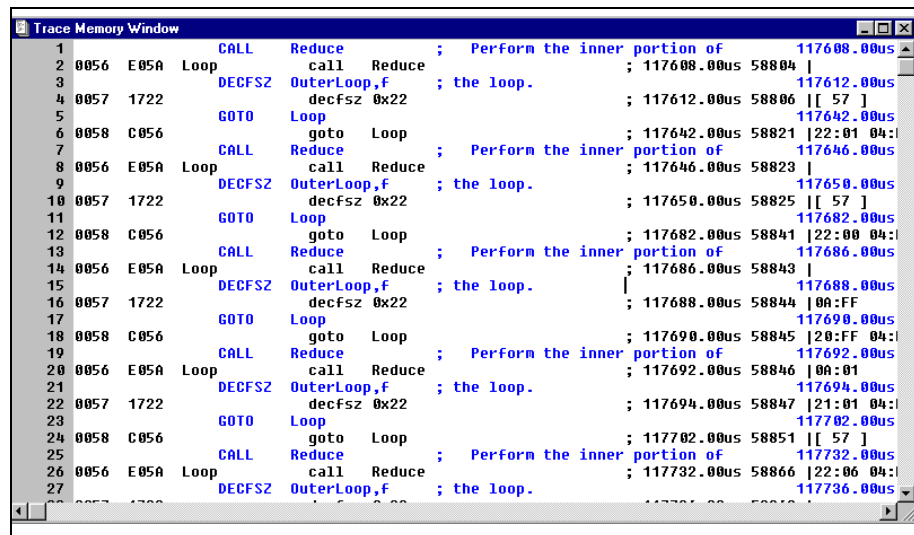 Trace Memory Window
1 CALL Reduce ; Perform the inner portion of 117608.00us
2 0056 E05A Loop call Reduce ; 117608.00us 58804 |
3 DECFSZ OuterLoop,f ; the loop. 117612.00us
4 0057 1722 decfsz 0x22 ; 117612.00us 58806 |[ 57 ]
5 GOTO Loop 117642.00us
6 0058 C056 goto Loop ; 117642.00us 58821 |22:01 04:
7 CALL Reduce ; Perform the inner portion of 117646.00us
8 0056 E05A Loop call Reduce ; 117646.00us 58823 |
9 DECFSZ OuterLoop,f ; the loop. 117650.00us
10 0057 1722 decfsz 0x22 ; 117650.00us 58825 |[ 57 ]
11 GOTO Loop 117682.00us
12 0058 C056 goto Loop ; 117682.00us 58841 |22:00 04:
13 CALL Reduce ; Perform the inner portion of 117686.00us
14 0056 E05A Loop call Reduce ; 117686.00us 58843 |
15 DECFSZ OuterLoop,f ; the loop. 117688.00us
16 0057 1722 decfsz 0x22 ; 117688.00us 58844 |0A:FF
17 GOTO Loop 117690.00us
18 0058 C056 goto Loop ; 117690.00us 58845 |20:FF 04:
19 CALL Reduce ; Perform the inner portion of 117692.00us
20 0056 E05A Loop call Reduce ; 117692.00us 58846 |0A:01
21 DECFSZ OuterLoop,f ; the loop. 117694.00us
22 0057 1722 decfsz 0x22 ; 117694.00us 58847 |21:01 04:
23 GOTO Loop 117702.00us
24 0058 C056 goto Loop ; 117702.00us 58851 |[ 57 ]
25 CALL Reduce ; Perform the inner portion of 117732.00us
26 0056 E05A Loop call Reduce ; 117732.00us 58866 |22:06 04:
27 DECFSZ OuterLoop,f ; the loop. 117736.00us